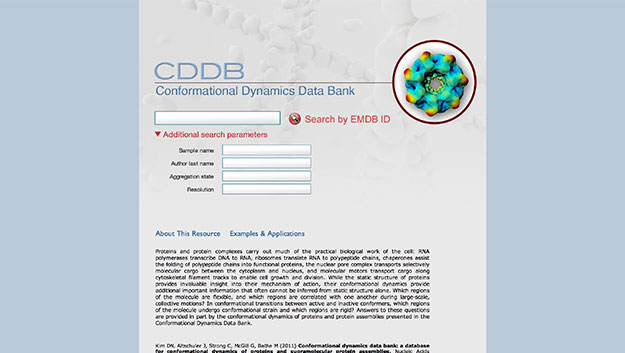 CDDB
Conformational Dynamics Data Bank
Search by EMDB ID
▼ Additional search parameters
Sample name
Author last name
Aggregation state
Resolution
About This Resource Examples & Applications
Proteins and protein complexes carry out much of the practical biological work of the cell: RNA
polymerases transcribe DNA to RNA, ribosomes translate RNA to polypeptide chains, chaperones assist
the folding of polypeptide chains into functional proteins, the nuclear pore complex transports selectively
molecular cargo between the cytoplasm and nucleus, and molecular motors transport cargo along
cytoskeletal filament tracks to enable cell growth and division. While the static structure of proteins
provides invaluable insight into their mechanism of action, their conformational dynamics provide
additional important information that often cannot be inferred from static structure alone. Which regions
of the molecule are flexible, and which regions are correlated with one another during large-scale,
collective motions? In conformational transitions between active and inactive conformers, which regions
of the molecule undergo conformational strain and which regions are rigid? Answers to these questions
are provided in part by the conformational dynamics of proteins and protein assemblies presented in the
Conformational Dynamics Data Bank.
Kim DN, Altschuler J, Strong C, McGill G, Bathe M (2011) Conformational dynamics data bank: a database
for conformational dynamics of proteins and supramolecular protein assemblies. Nucleic Acids